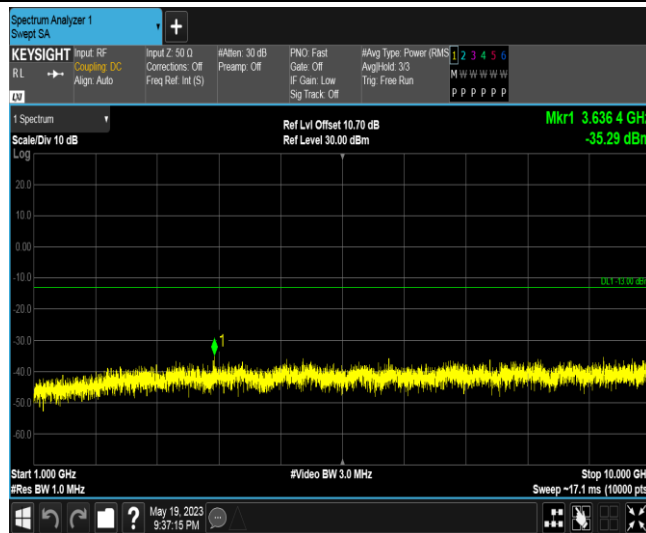 Spectrum Analyzer 1
Swept SA
+
KEYSIGHT
RL
LXI
Input: RF
Coupling: DC
Align: Auto
Input Z: 50 Ω
Corrections: Off
Freq Ref: Int (S)
#Atten: 30 dB
Preamp: Off
PNO: Fast
Gate: Off
IF Gain: Low
Sig Track: Off
#Avg Type: Power (RMS
Avg|Hold: 3/3
Trig: Free Run
1 2 3 4 5 6
M W W W W W
P P P P P P
1 Spectrum
Scale/Div 10 dB
Log
Ref Lvl Offset 10.70 dB
Ref Level 30.00 dBm
Mkr1 3.636 4 GHz
-35.29 dBm
20.0
10.0
0.00
-10.0
DL1 -13.00 dBm
-20.0
-30.0
1
-40.0
-50.0
-60.0
Start 1.000 GHz
#Video BW 3.0 MHz
Stop 10.000 GHz
#Res BW 1.0 MHz
Sweep ~17.1 ms (10000 pts)
?
May 19, 2023
9:37:15 PM